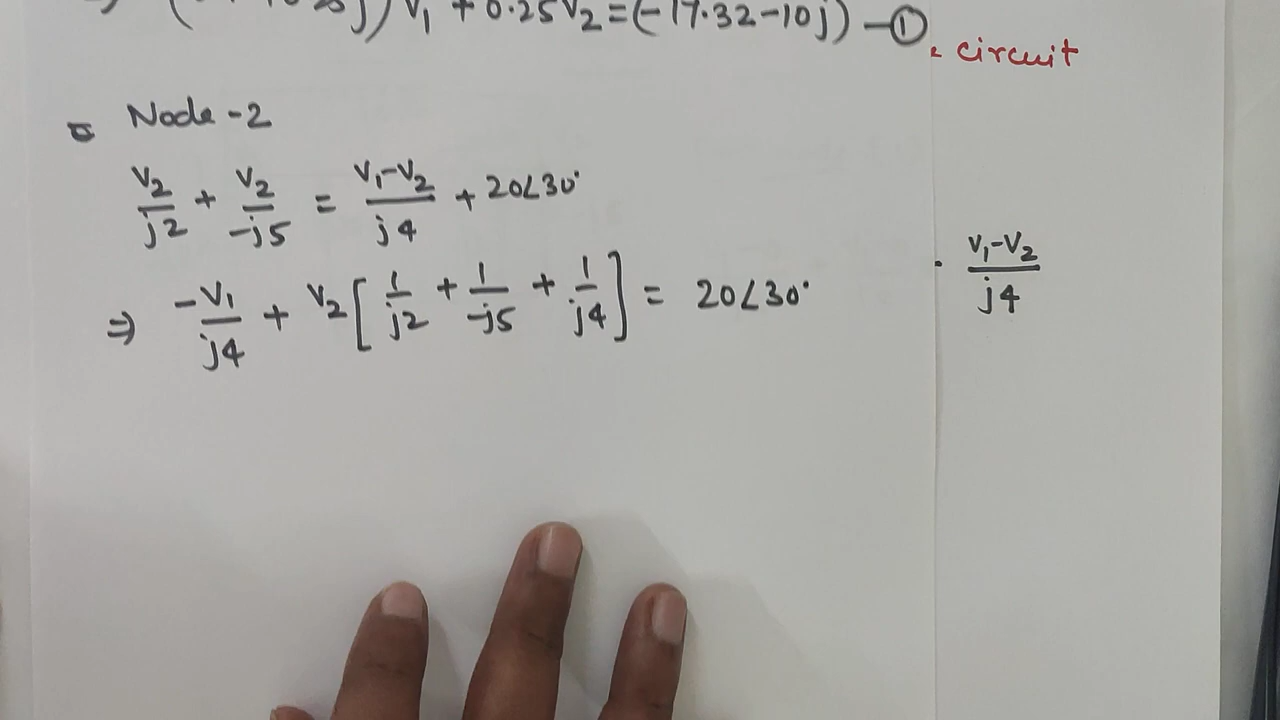 V₁ + 0.25V₂ = (-17.32-10j) — ①
circuit
Node-2
V₂/j2 + V₂/-j5 = V₁-V₂/j4 + 20∠30°
⇒ -V₁/j4 + V₂[1/j2 + 1/-j5 + 1/j4] = 20∠30°
V₁-V₂/j4